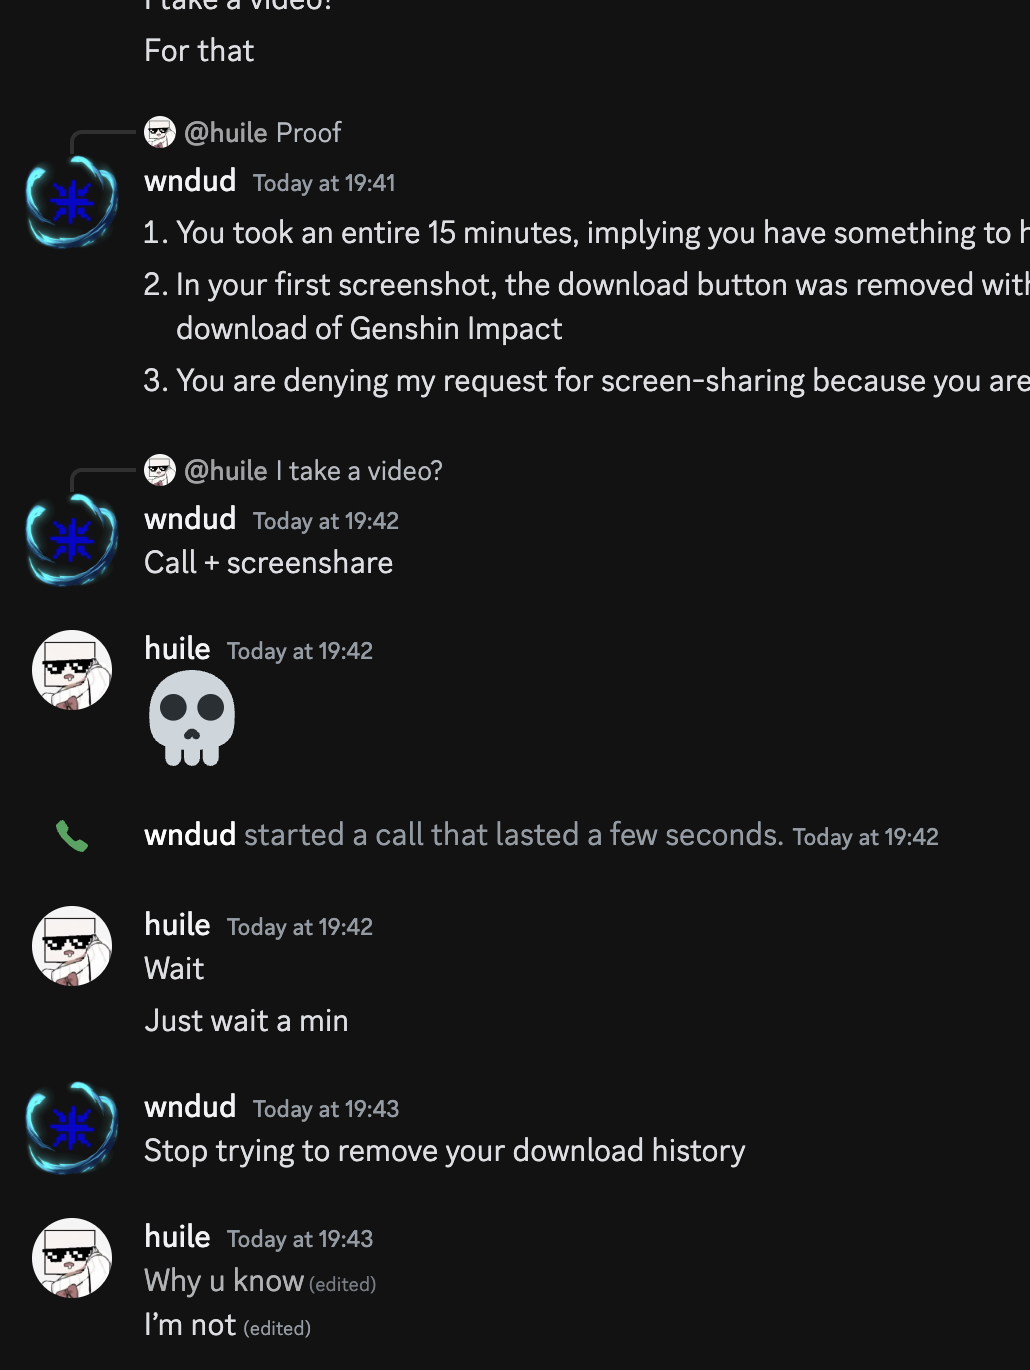 I take a video?
For that
@huile Proof
wndud Today at 19:41
1. You took an entire 15 minutes, implying you have something to
2. In your first screenshot, the download button was removed
download of Genshin Impact
3. You are denying my request for screen-sharing because you are
@huile I take a video?
wndud Today at 19:42
Call + screenshare
huile Today at 19:42
wndud started a call that lasted a few seconds. Today at 19:42
huile Today at 19:42
Wait
Just wait a min
wndud Today at 19:43
Stop trying to remove your download history
huile Today at 19:43
Why u know (edited)
I'm not (edited)